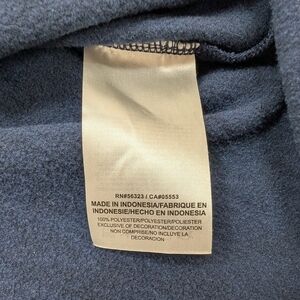 RN#56323 / CA#05553
MADE IN INDONESIA/FABRIQUE EN
INDONESIE/HECHO EN INDONESIA
100% POLYESTER/POLYESTER/POLIESTER
EXCLUSIVE OF DECORATION/DECORATION
NON COMPRISE/NO INCLUYE LA
DECORACION